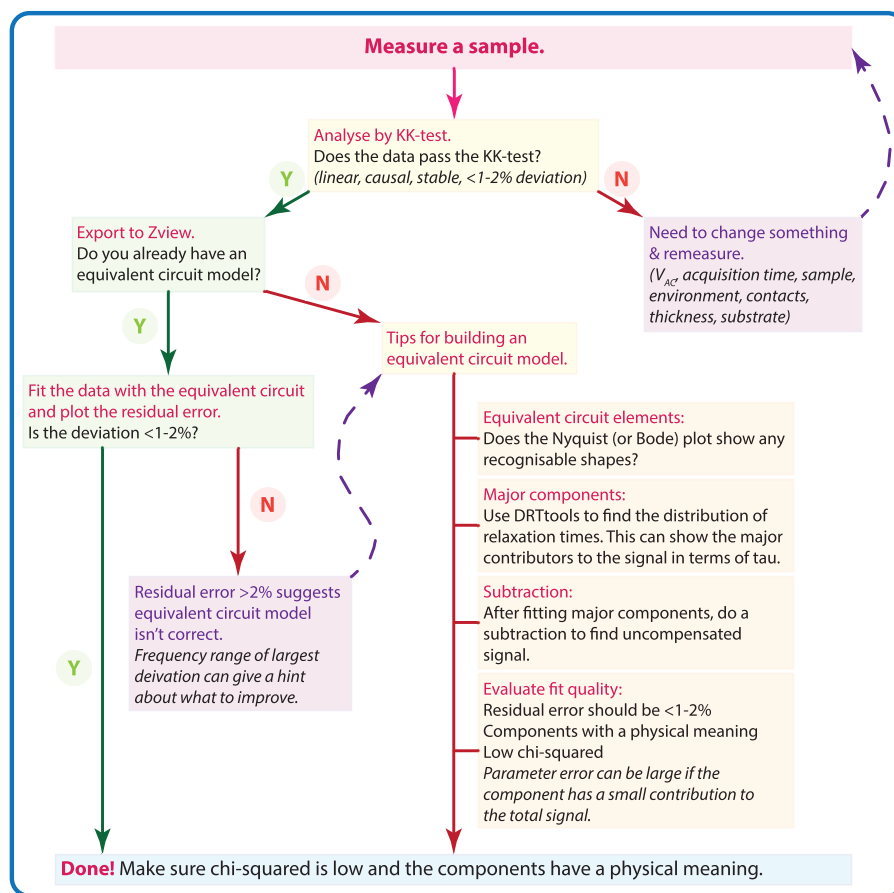 Measure a sample.
Analyse by KK-test.
Does the data pass the KK-test?
(linear, causal, stable, <1-2% deviation)
Y
N
Export to Zview.
Do you already have an
equivalent circuit model?
Need to change something
& remeasure.
(VAC, acquisition time, sample,
environment, contacts,
thickness, substrate)
N
Y
Tips for building an
equivalent circuit model.
Fit the data with the equivalent circuit
and plot the residual error.
Is the deviation <1-2%?
Equivalent circuit elements:
Does the Nyquist (or Bode) plot show any
recognisable shapes?
N
Major components:
Use DRTtools to find the distribution of
relaxation times. This can show the major
contributors to the signal in terms of tau.
Residual error >2% suggests
equivalent circuit model
isn't correct.
Frequency range of largest
deivation can give a hint
about what to improve.
Subtraction:
After fitting major components, do a
subtraction to find uncompensated
signal.
Y
Evaluate fit quality:
Residual error should be <1-2%
Components with a physical meaning
Low chi-squared
Parameter error can be large if the
component has a small contribution to
the total signal.
Done! Make sure chi-squared is low and the components have a physical meaning.